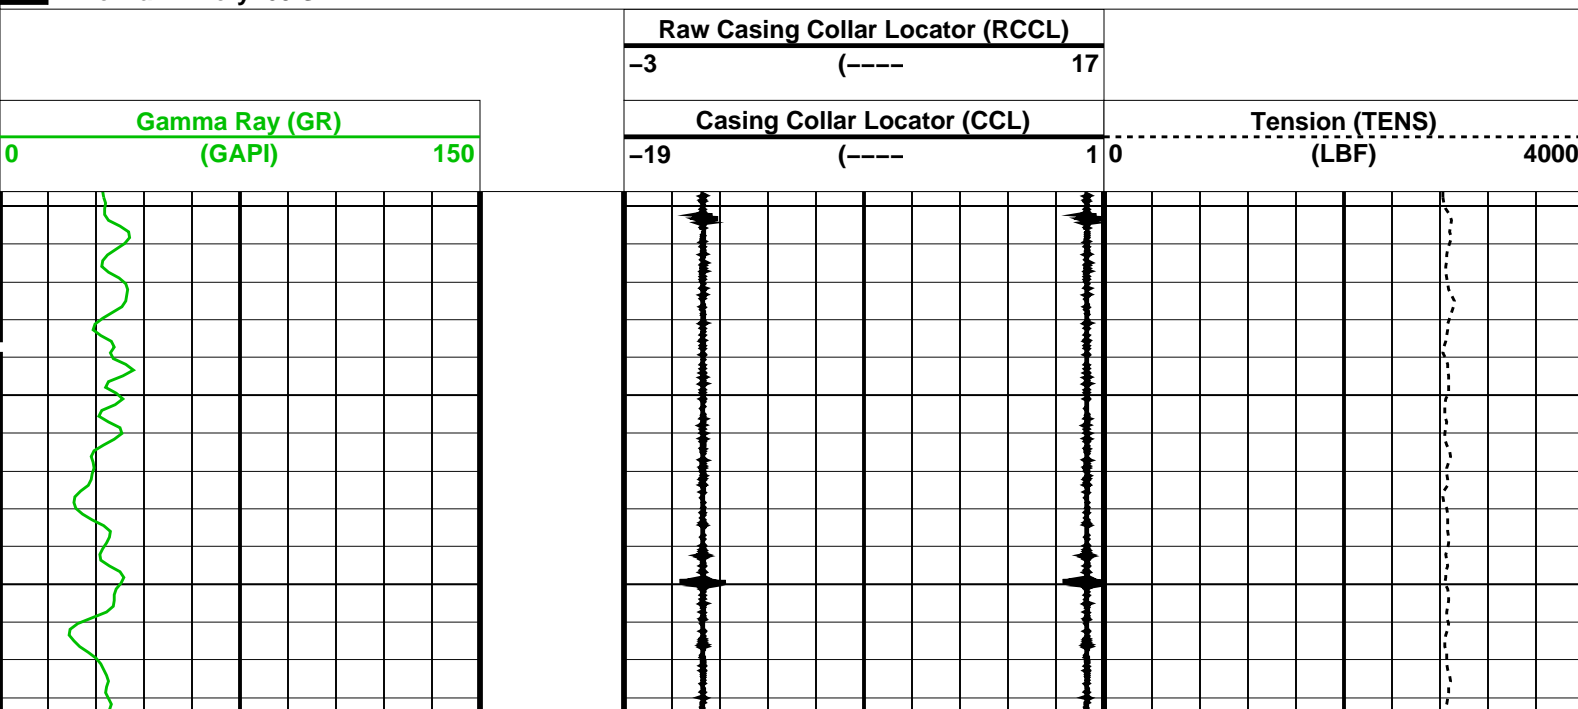 Raw Casing Collar Locator (RCCL)
−3 (−−−− 17
Gamma Ray (GR)
0 (GAPI) 150
Casing Collar Locator (CCL)
−19 (−−−− 1
Tension (TENS)
0 (LBF) 4000